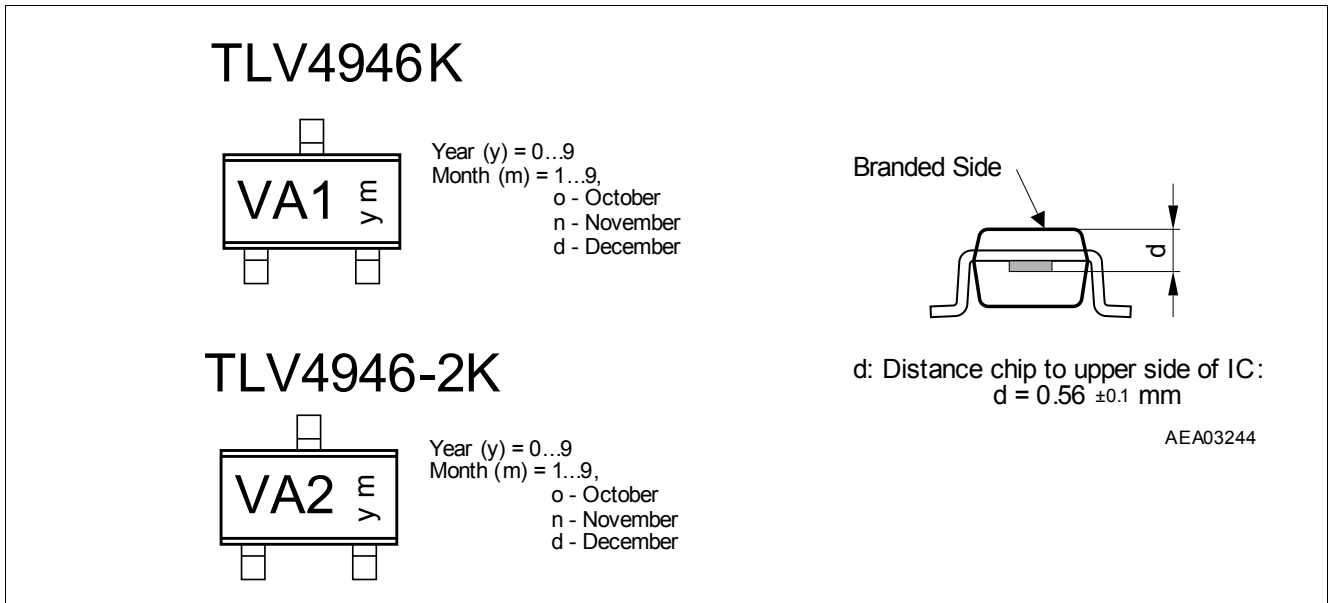 TLV4946K
VA1
y m
Year (y) = 0...9
Month (m) = 1...9,
o - October
n - November
d - December
TLV4946-2K
VA2
y m
Year (y) = 0...9
Month (m) = 1...9,
o - October
n - November
d - December
Branded Side
d
d: Distance chip to upper side of IC:
d = 0.56 ±0.1 mm
AEA03244